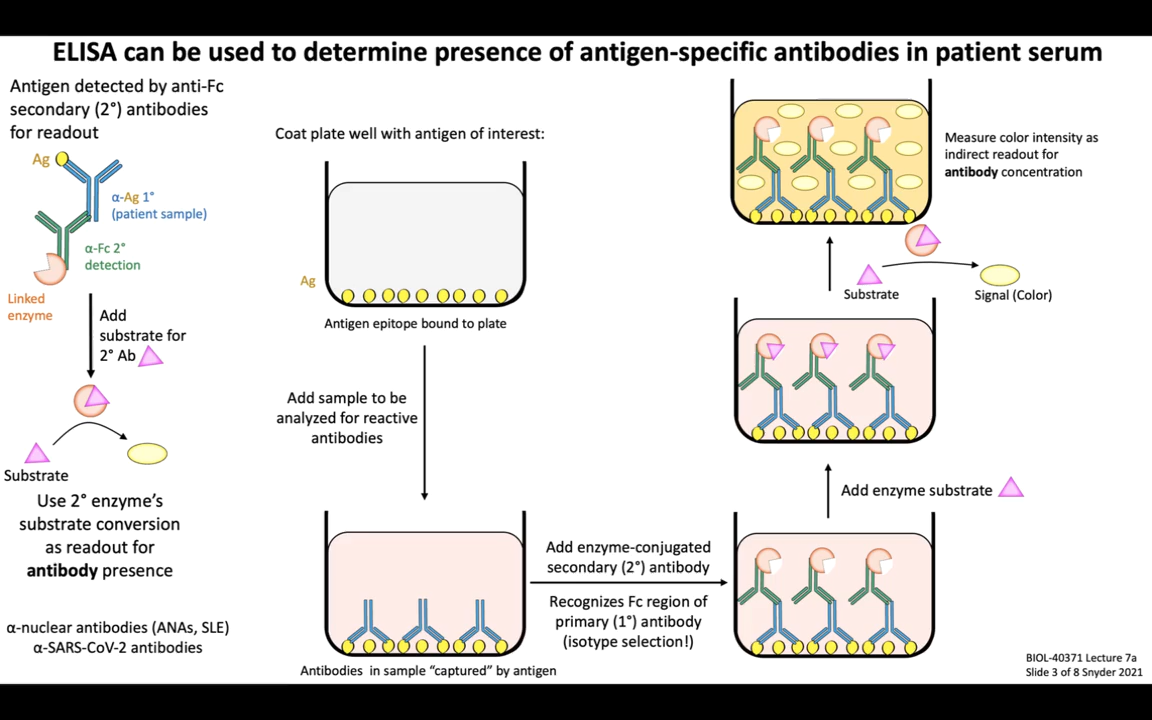 ELISA can be used to determine presence of antigen-specific antibodies in patient serum
Antigen detected by anti-Fc
secondary (2°) antibodies
for readout
Ag
α-Ag 1°
(patient sample)
α-Fc 2°
detection
Linked
enzyme
Add
substrate for
2° Ab
Substrate
Use 2° enzyme’s
substrate conversion
as readout for
antibody presence
α-nuclear antibodies (ANAs, SLE)
α-SARS-CoV-2 antibodies
Coat plate well with antigen of interest:
Ag
Antigen epitope bound to plate
Add sample to be
analyzed for reactive
antibodies
Antibodies in sample “captured” by antigen
Add enzyme-conjugated
secondary (2°) antibody
Recognizes Fc region of
primary (1°) antibody
(isotype selection!)
Add enzyme substrate
Substrate
Signal (Color)
Measure color intensity as
indirect readout for
antibody concentration
BIOL-40371 Lecture 7a
Slide 3 of 8 Snyder 2021